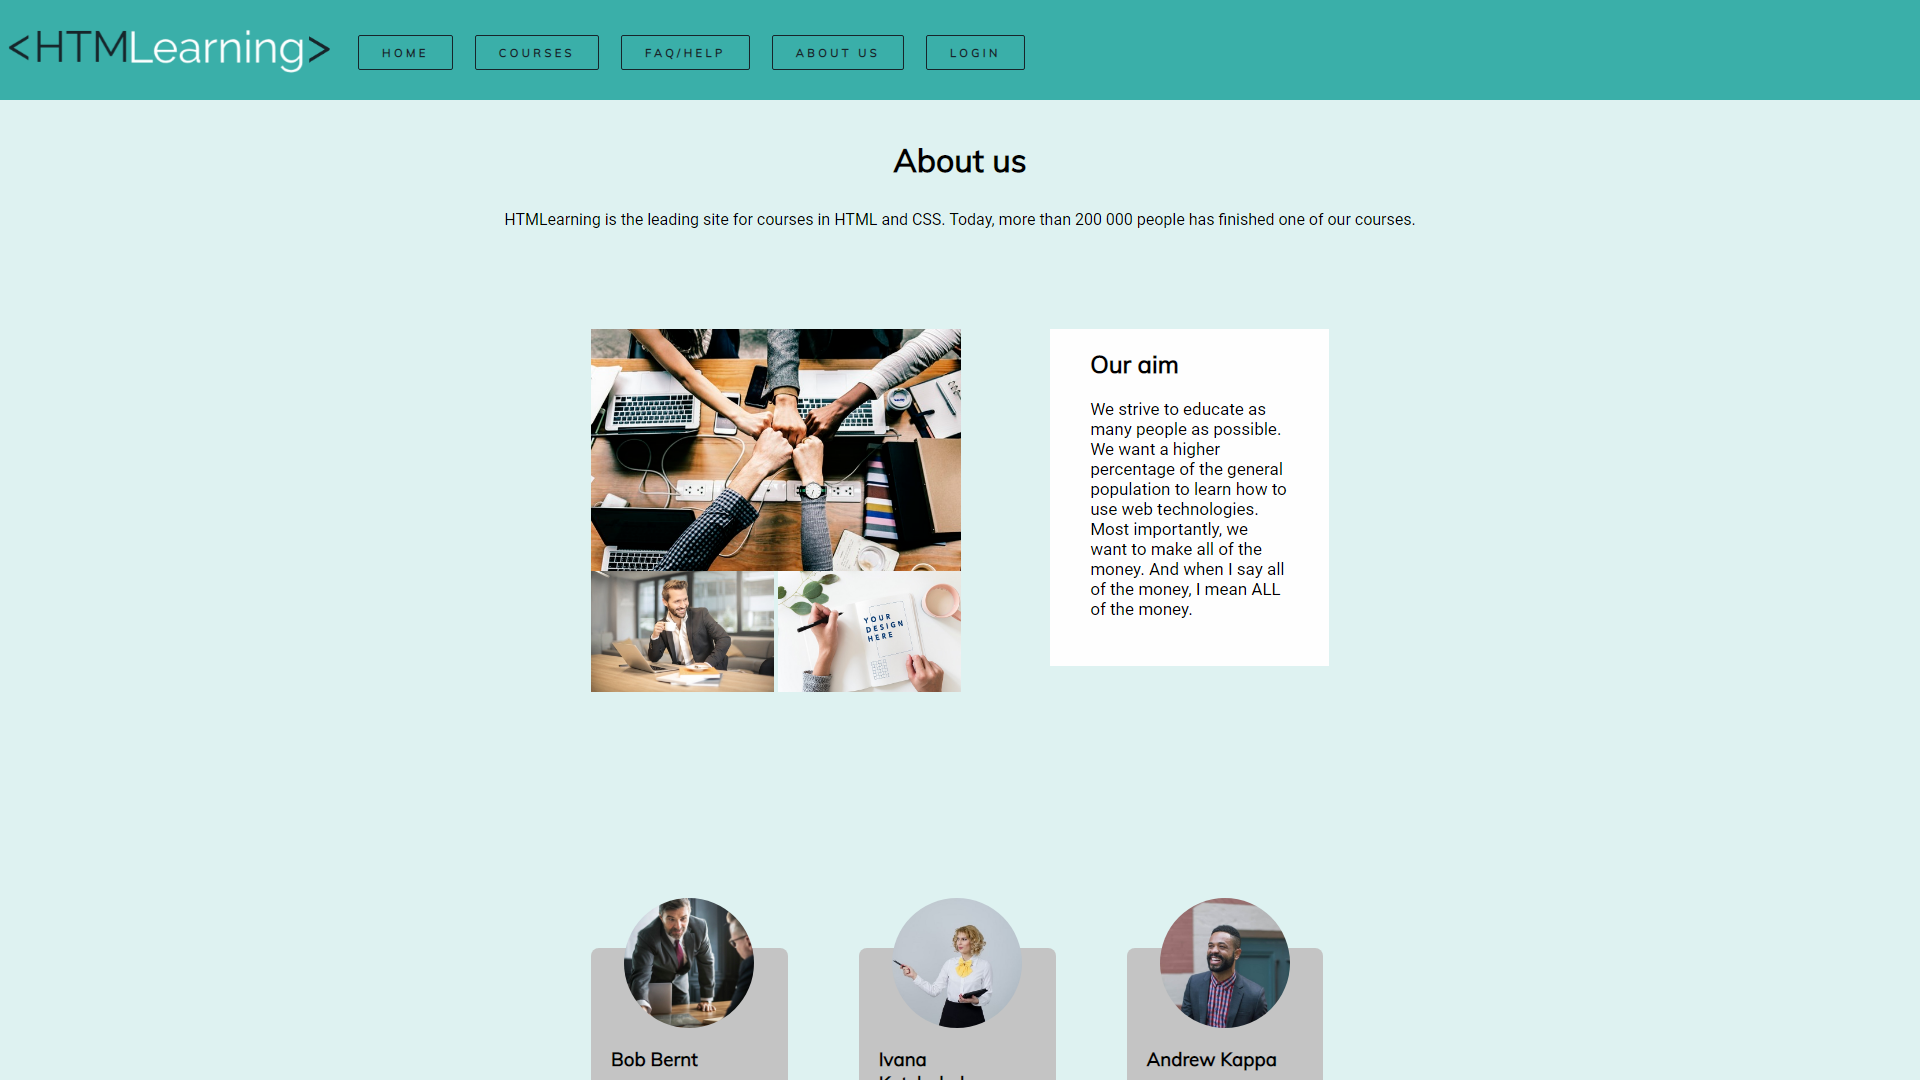 <HTMLearning>
HOME
COURSES
FAQ/HELP
ABOUT US
LOGIN
About us
HTMLearning is the leading site for courses in HTML and CSS. Today, more than 200 000 people has finished one of our courses.
Our aim
We strive to educate as
many people as possible.
We want a higher
percentage of the general
population to learn how to
use web technologies.
Most importantly, we
want to make all of the
money. And when I say all
of the money, I mean ALL
of the money.
YOUR
DESIGN
HERE
Bob Bernt
Ivana
Andrew Kappa